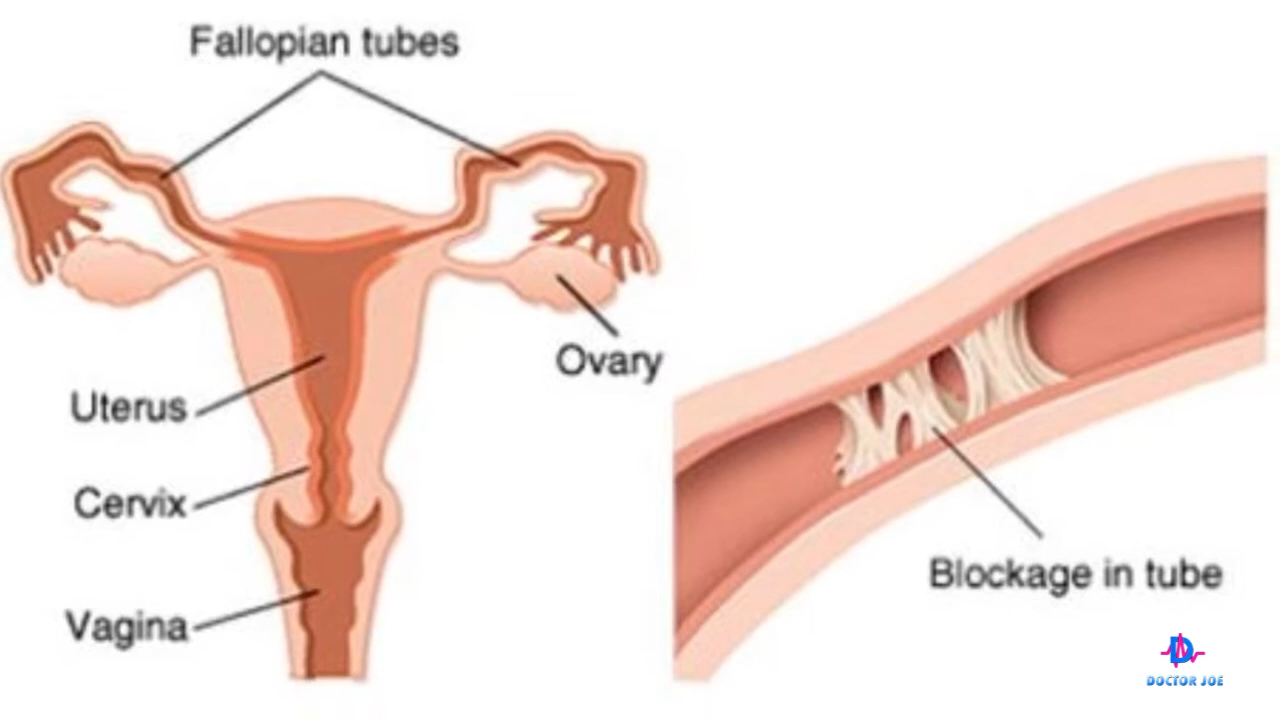 Fallopian tubes
Ovary
Uterus
Cervix
Vagina
Blockage in tube
DOCTOR JOE